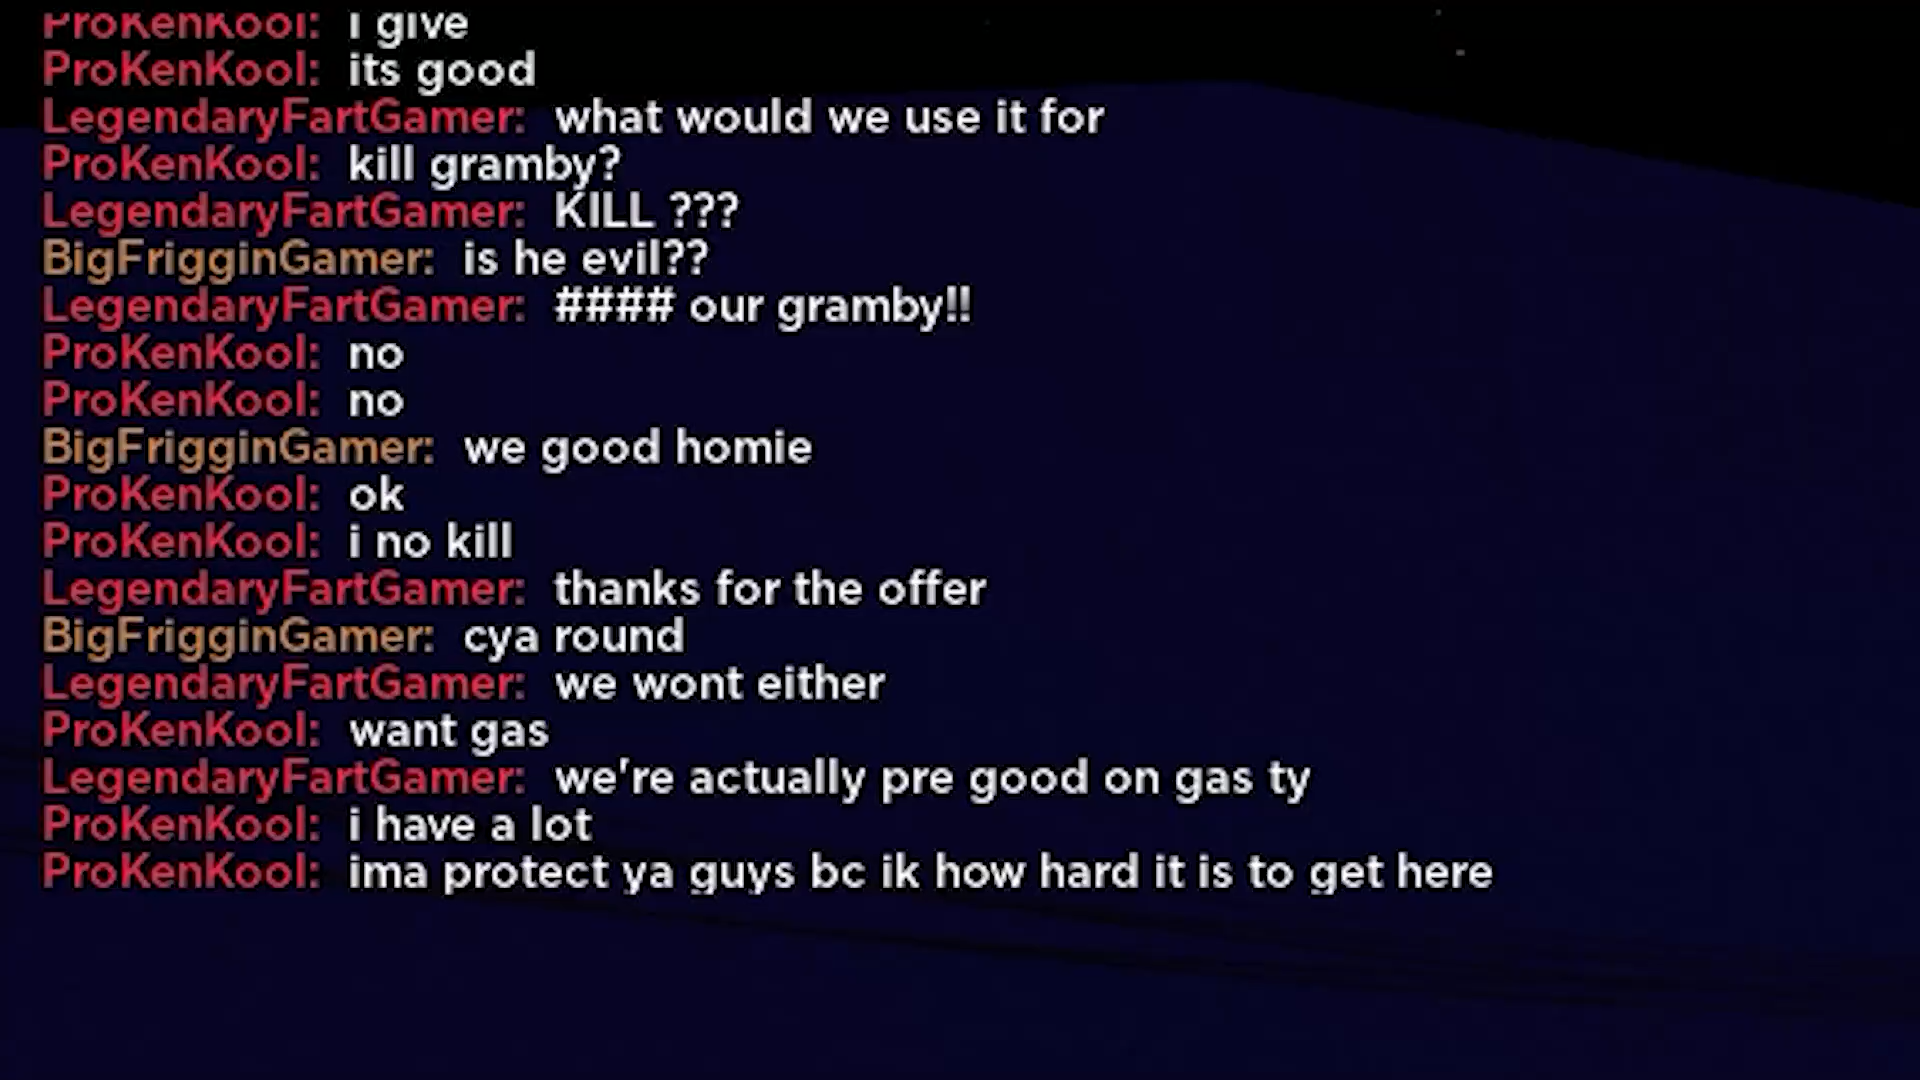 ProKenKool: i give
ProKenKool: its good
LegendaryFartGamer: what would we use it for
ProKenKool: kill gramby?
LegendaryFartGamer: KILL ???
BigFrigginGamer: is he evil??
LegendaryFartGamer: #### our gramby!!
ProKenKool: no
ProKenKool: no
BigFrigginGamer: we good homie
ProKenKool: ok
ProKenKool: i no kill
LegendaryFartGamer: thanks for the offer
BigFrigginGamer: cya round
LegendaryFartGamer: we wont either
ProKenKool: want gas
LegendaryFartGamer: we're actually pre good on gas ty
ProKenKool: i have a lot
ProKenKool: ima protect ya guys bc ik how hard it is to get here